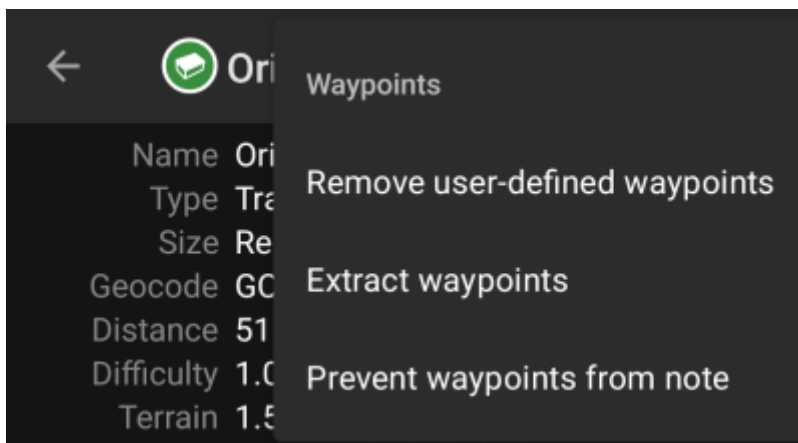 Ori
Name Ori
Type Tra
Size Re
Geocode GC
Distance 51
Difficulty 1.0
Terrain 1.5
Waypoints
Remove user-defined waypoints
Extract waypoints
Prevent waypoints from note